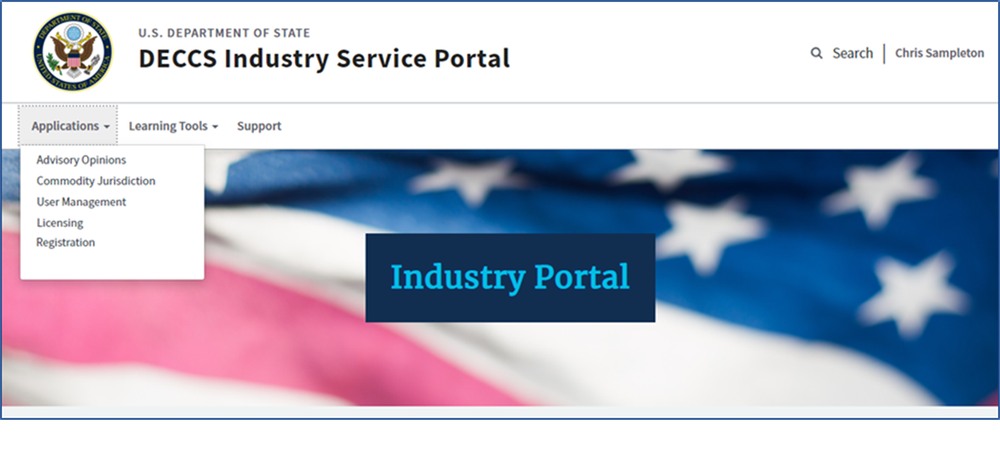 DEPARTMENT OF STATE
UNITED STATES OF AMERICA
U.S. DEPARTMENT OF STATE
DECCS Industry Service Portal
Search
Chris Sampleton
Applications
Learning Tools
Support
Advisory Opinions
Commodity Jurisdiction
User Management
Licensing
Registration
Industry Portal